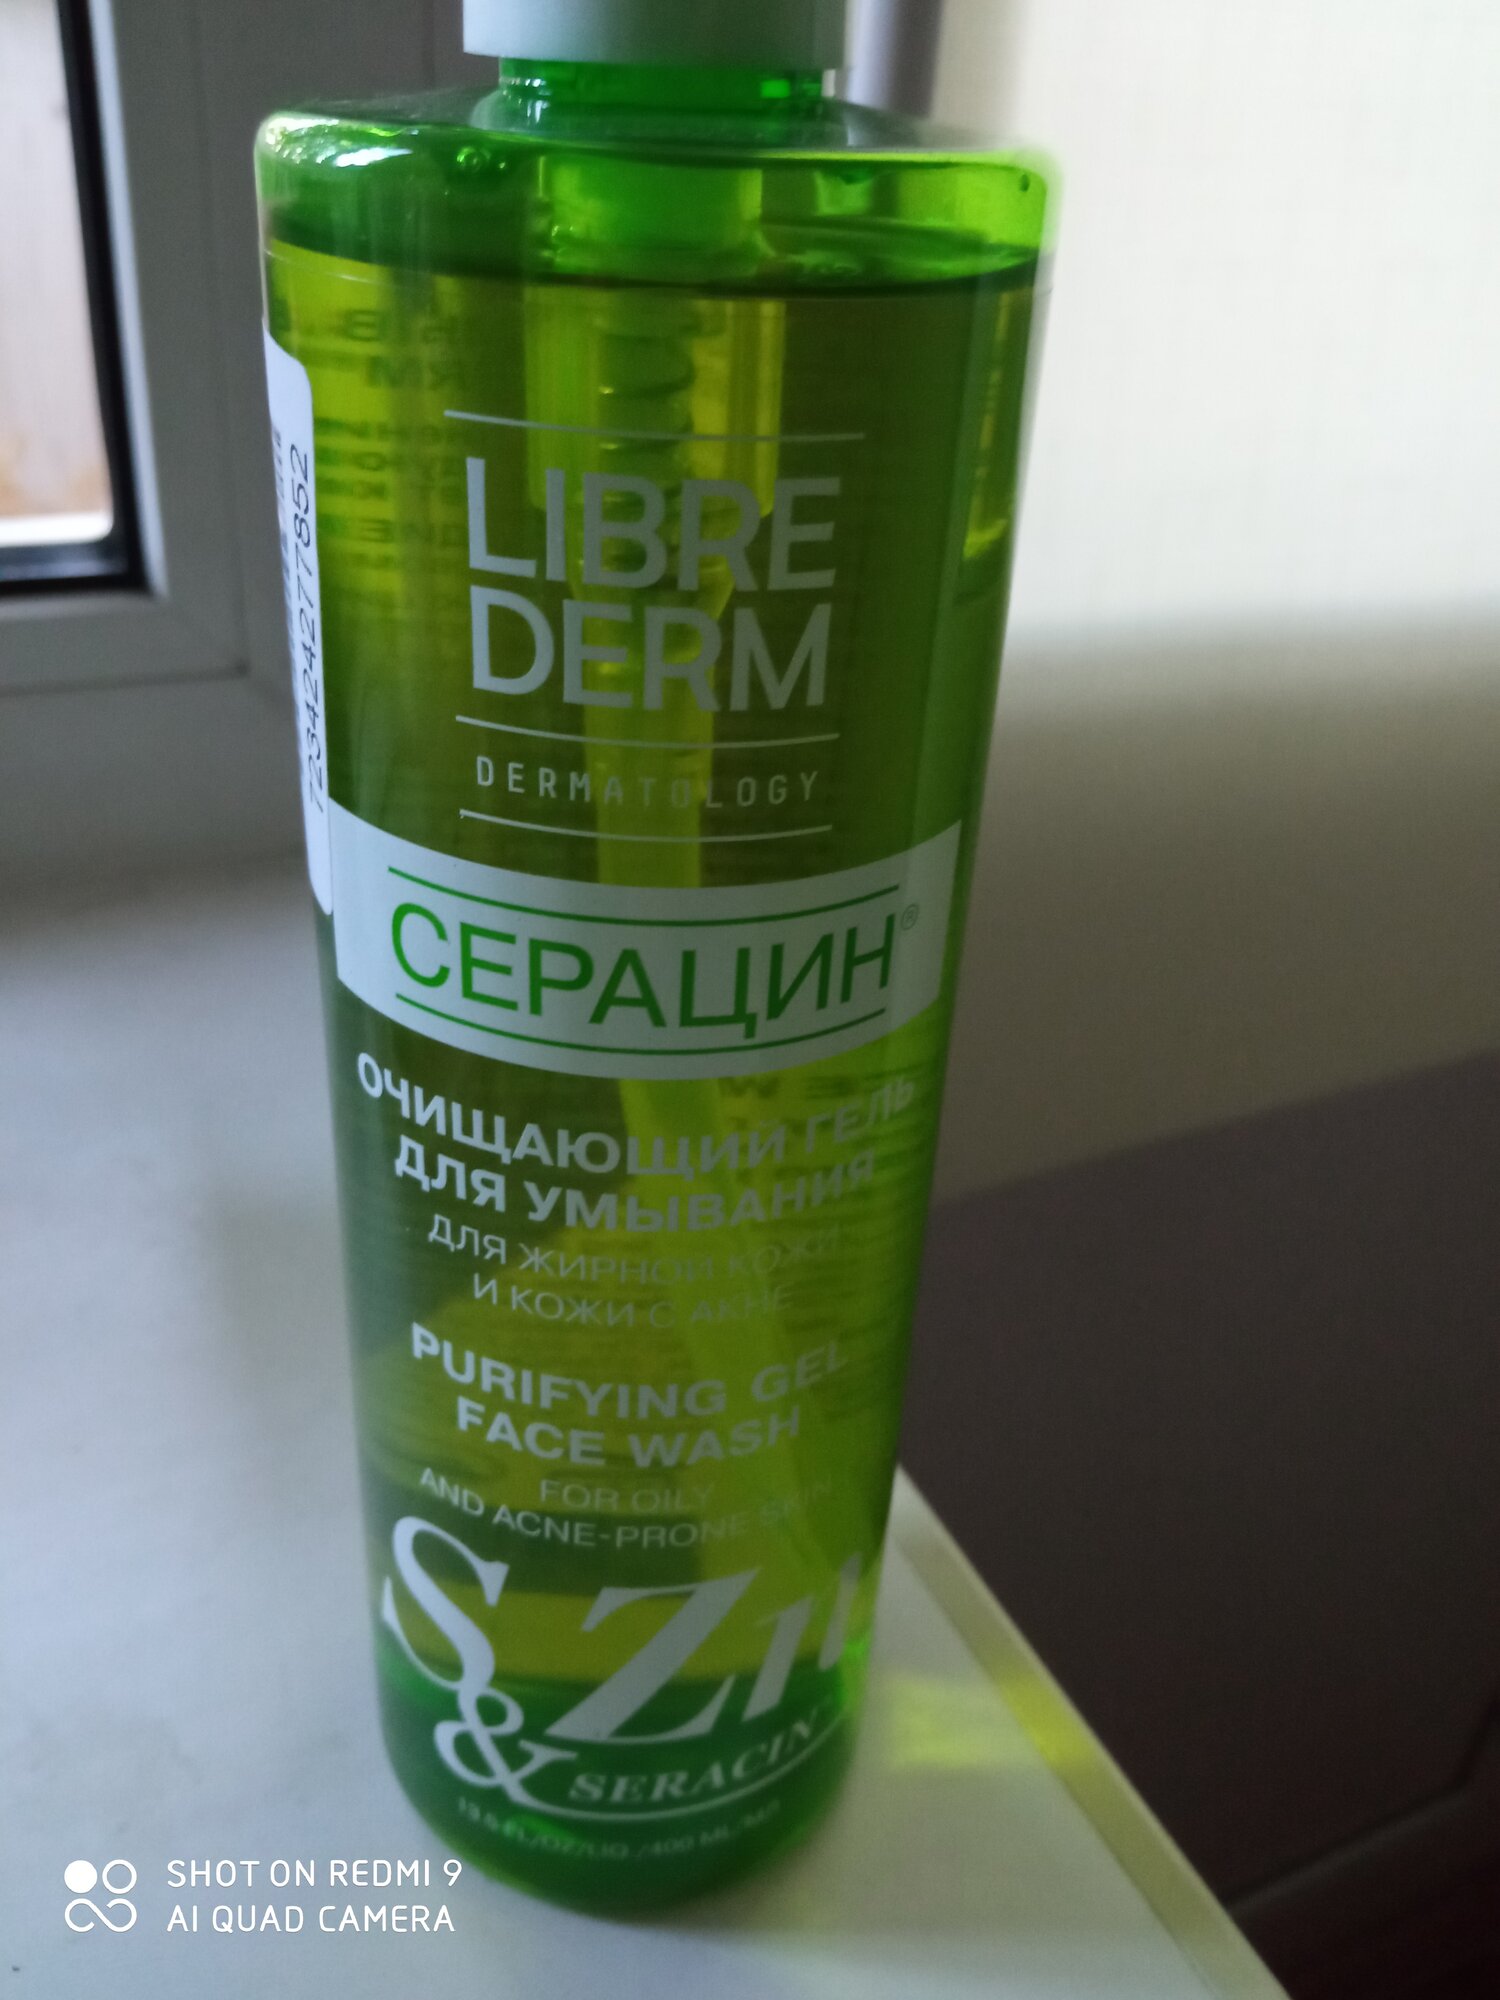 LIBRE
DERM
DERMATOLOGY
СЕРАЦИН®
ОЧИЩАЮЩИЙ ГЕЛЬ
ДЛЯ УМЫВАНИЯ
ДЛЯ ЖИРНОЙ КОЖИ
И КОЖИ С АКНЕ
PURIFYING GEL
FACE WASH
FOR OILY
AND ACNE-PRONE SKIN
S&Zn
SERACIN
723424277852
SHOT ON REDMI 9
AI QUAD CAMERA